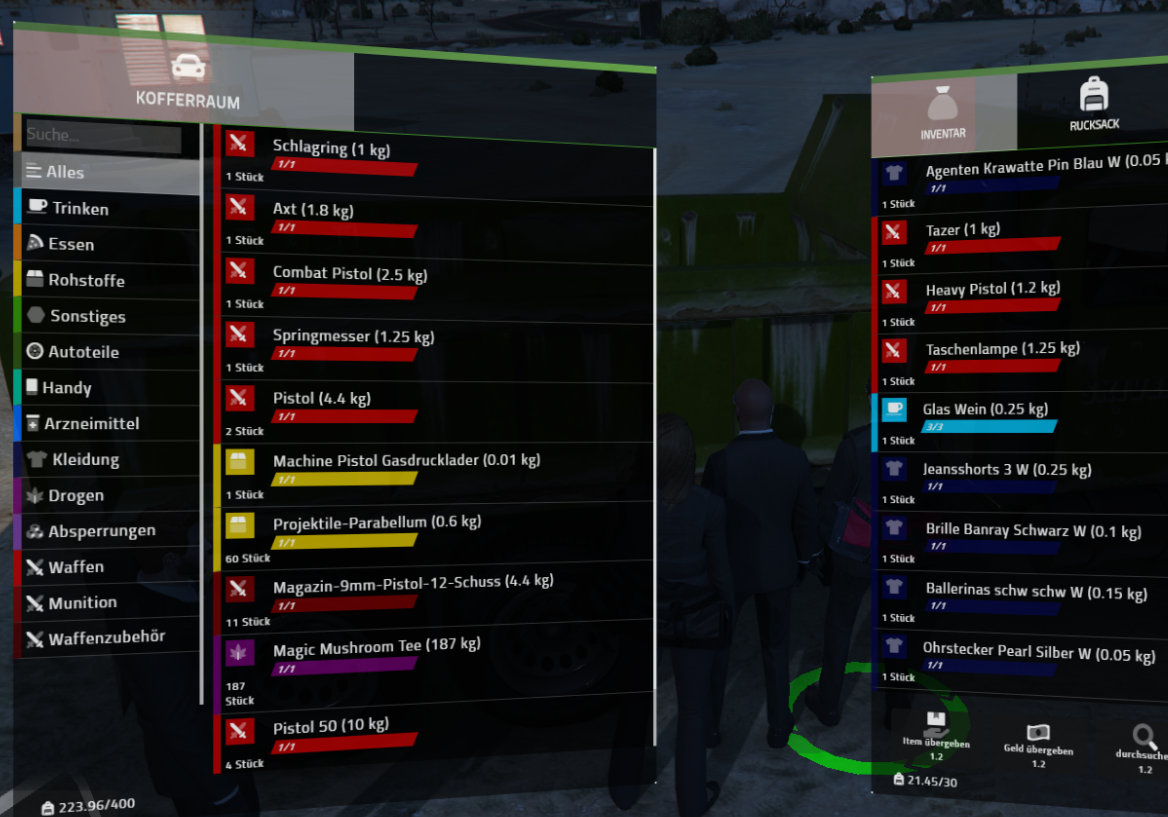 KOFFERRAUM
Suche...
Alles
Trinken
Essen
Rohstoffe
Sonstiges
Autoteile
Handy
Arzneimittel
Kleidung
Drogen
Absperrungen
Waffen
Munition
Waffenzubehör
Schlagring (1 kg)
1/1
1 Stück
Axt (1.8 kg)
1/1
1 Stück
Combat Pistol (2.5 kg)
1/1
1 Stück
Springmesser (1.25 kg)
1/1
1 Stück
Pistol (4.4 kg)
1/1
2 Stück
Machine Pistol Gasdrucklader (0.01 kg)
1/1
1 Stück
Projektile-Parabellum (0.6 kg)
1/1
60 Stück
Magazin-9mm-Pistol-12-Schuss (4.4 kg)
1/1
11 Stück
Magic Mushroom Tee (187 kg)
1/1
187
Stück
Pistol 50 (10 kg)
1/1
4 Stück
223.96/400
INVENTAR
RUCKSACK
Agenten Krawatte Pin Blau W (0.05 k
1/1
1 Stück
Tazer (1 kg)
1/1
1 Stück
Heavy Pistol (1.2 kg)
1/1
1 Stück
Taschenlampe (1.25 kg)
1/1
1 Stück
Glas Wein (0.25 kg)
3/3
1 Stück
Jeansshorts 3 W (0.25 kg)
1/1
1 Stück
Brille Banray Schwarz W (0.1 kg)
1/1
1 Stück
Ballerinas schw schw W (0.15 kg)
1/1
1 Stück
Ohrstecker Pearl Silber W (0.05 kg)
1/1
1 Stück
Item übergeben
1.2
Geld übergeben
1.2
durchsuche
1.2
21.45/30